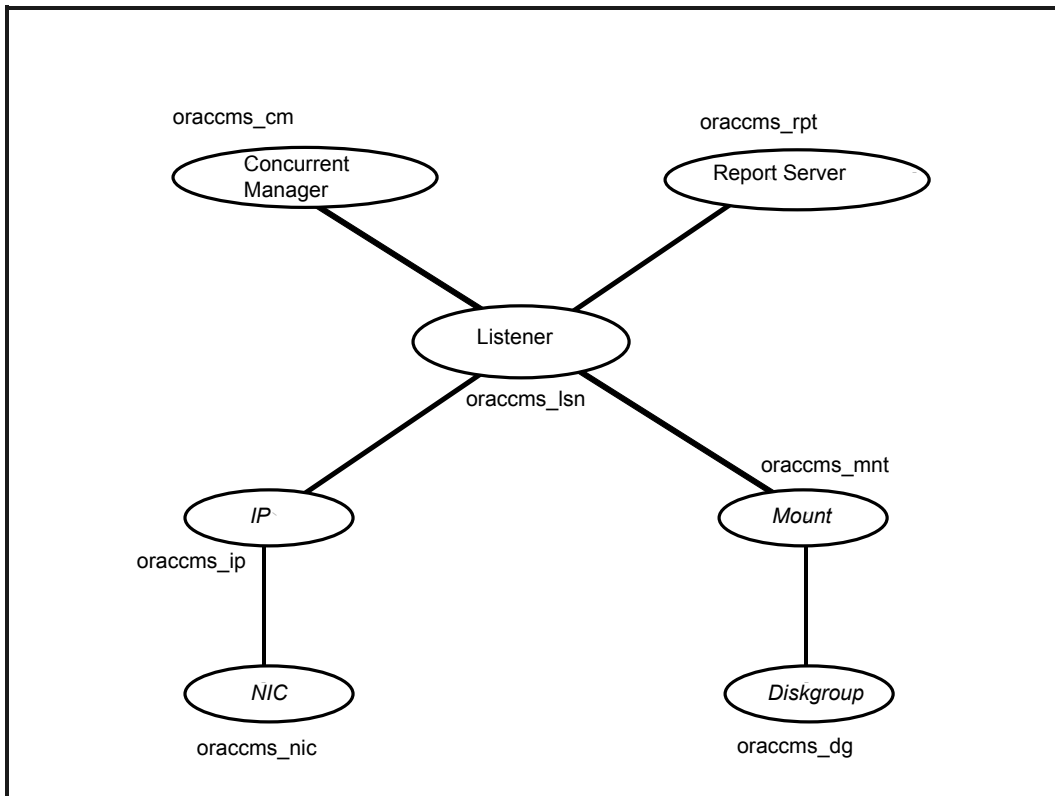 oraccms_cm
Concurrent
Manager
oraccms_rpt
Report Server
Listener
oraccms_lsn
IP
oraccms_ip
oraccms_mnt
Mount
NIC
oraccms_nic
Diskgroup
oraccms_dg